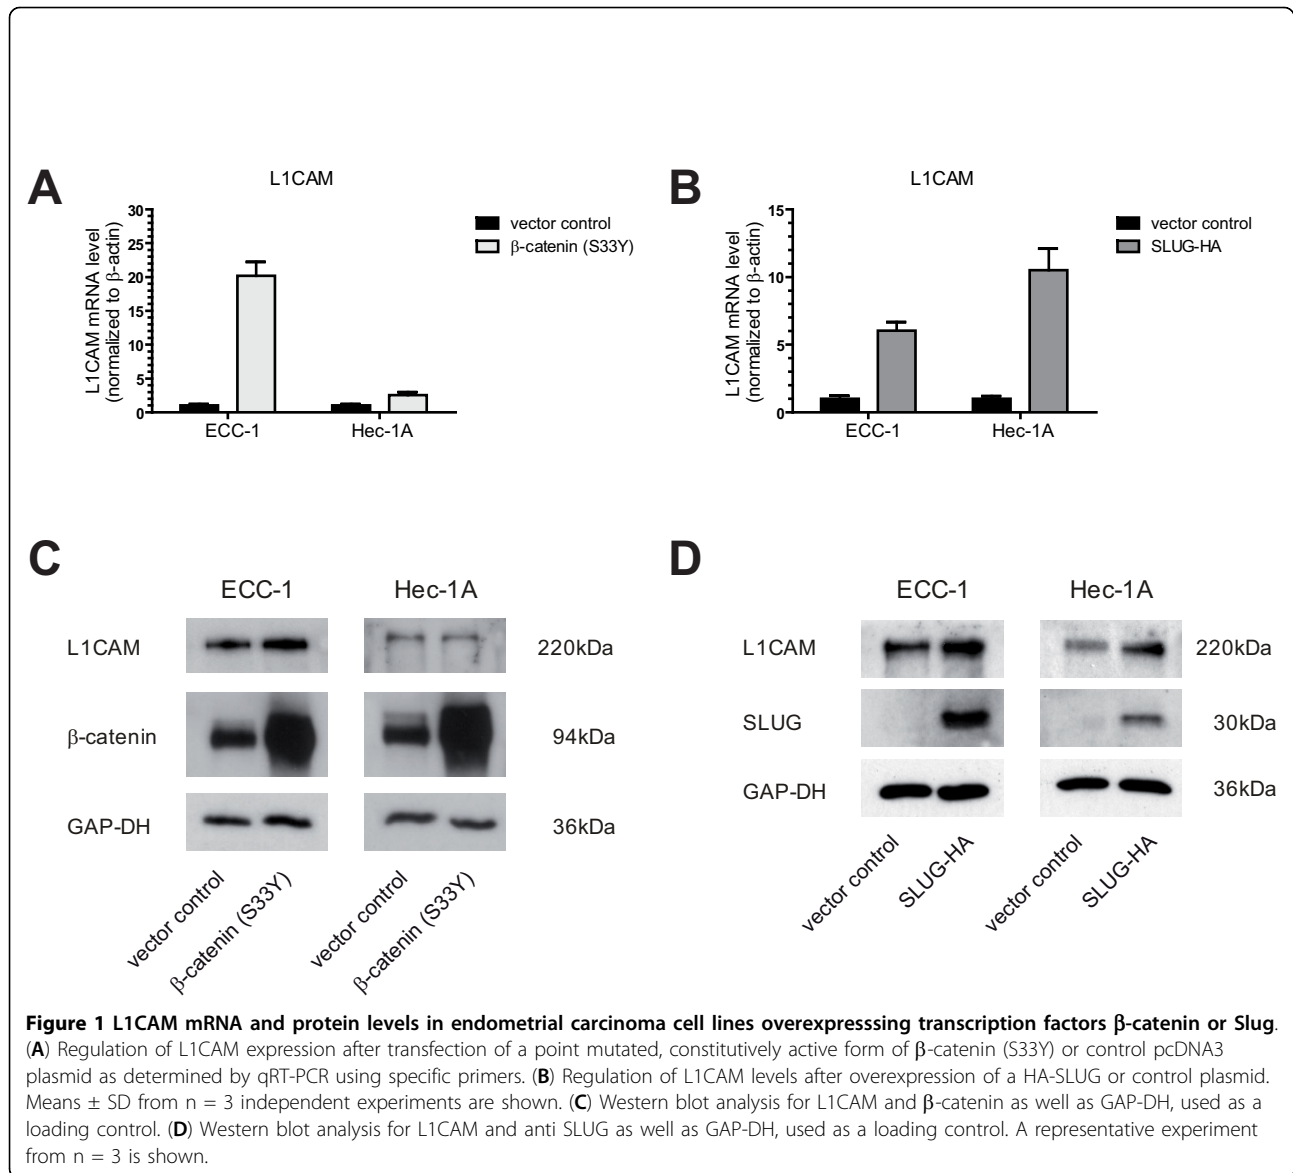 A
L1CAM
L1CAM mRNA level
(normalized to β-actin)
30
25
20
15
10
5
0
ECC-1
Hec-1A
vector control
β-catenin (S33Y)
B
L1CAM
L1CAM mRNA level
(normalized to β-actin)
15
10
5
0
ECC-1
Hec-1A
vector control
SLUG-HA
C
ECC-1
Hec-1A
L1CAM
220kDa
β-catenin
94kDa
GAP-DH
36kDa
vector control
β-catenin (S33Y)
vector control
β-catenin (S33Y)
D
ECC-1
Hec-1A
L1CAM
220kDa
SLUG
30kDa
GAP-DH
36kDa
vector control
SLUG-HA
vector control
SLUG-HA
Figure 1 L1CAM mRNA and protein levels in endometrial carcinoma cell lines overexpresssing transcription factors β-catenin or Slug.
(A) Regulation of L1CAM expression after transfection of a point mutated, constitutively active form of β-catenin (S33Y) or control pcDNA3
plasmid as determined by qRT-PCR using specific primers. (B) Regulation of L1CAM levels after overexpression of a HA-SLUG or control plasmid.
Means ± SD from n = 3 independent experiments are shown. (C) Western blot analysis for L1CAM and β-catenin as well as GAP-DH, used as a
loading control. (D) Western blot analysis for L1CAM and anti SLUG as well as GAP-DH, used as a loading control. A representative experiment
from n = 3 is shown.